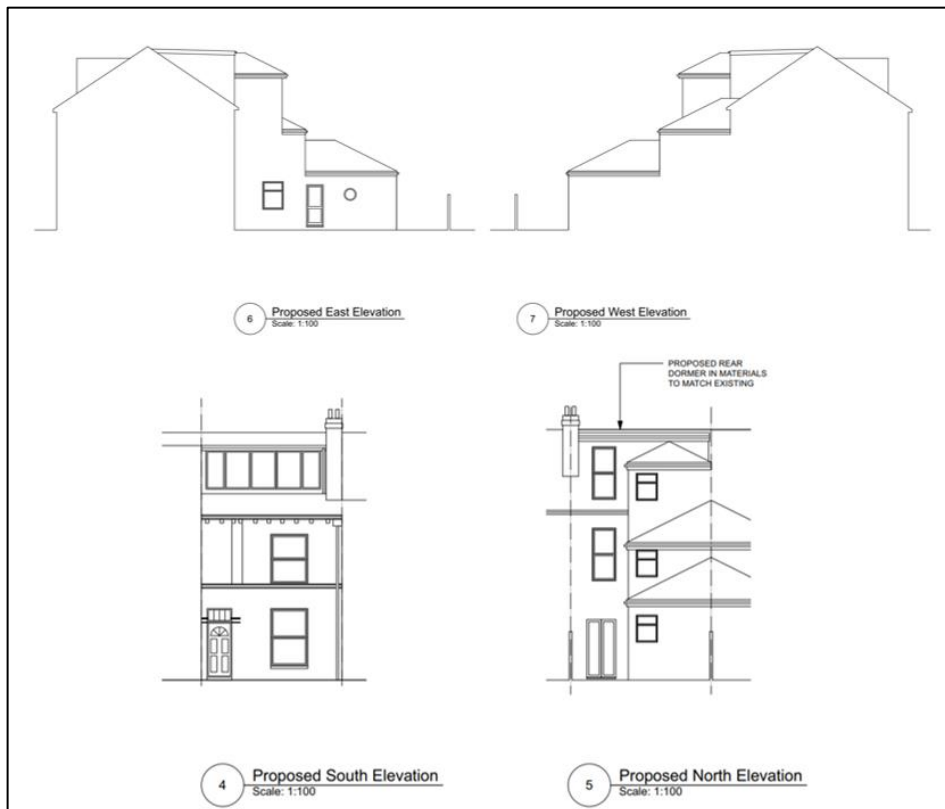 6
Proposed East Elevation
Scale: 1:100
7
Proposed West Elevation
Scale: 1:100
PROPOSED REAR
DORMER IN MATERIALS
TO MATCH EXISTING
4
Proposed South Elevation
Scale: 1:100
5
Proposed North Elevation
Scale: 1:100